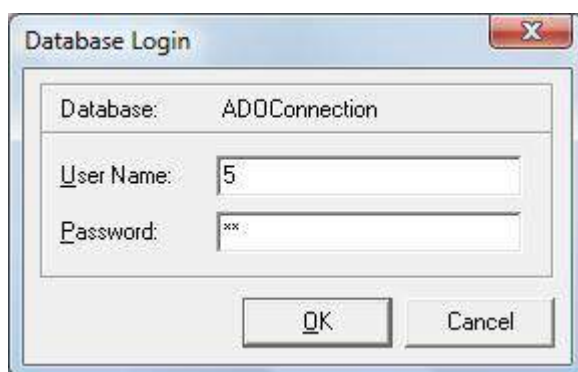 Database Login
Database: ADOConnection
User Name: 5
Password: **
OK Cancel